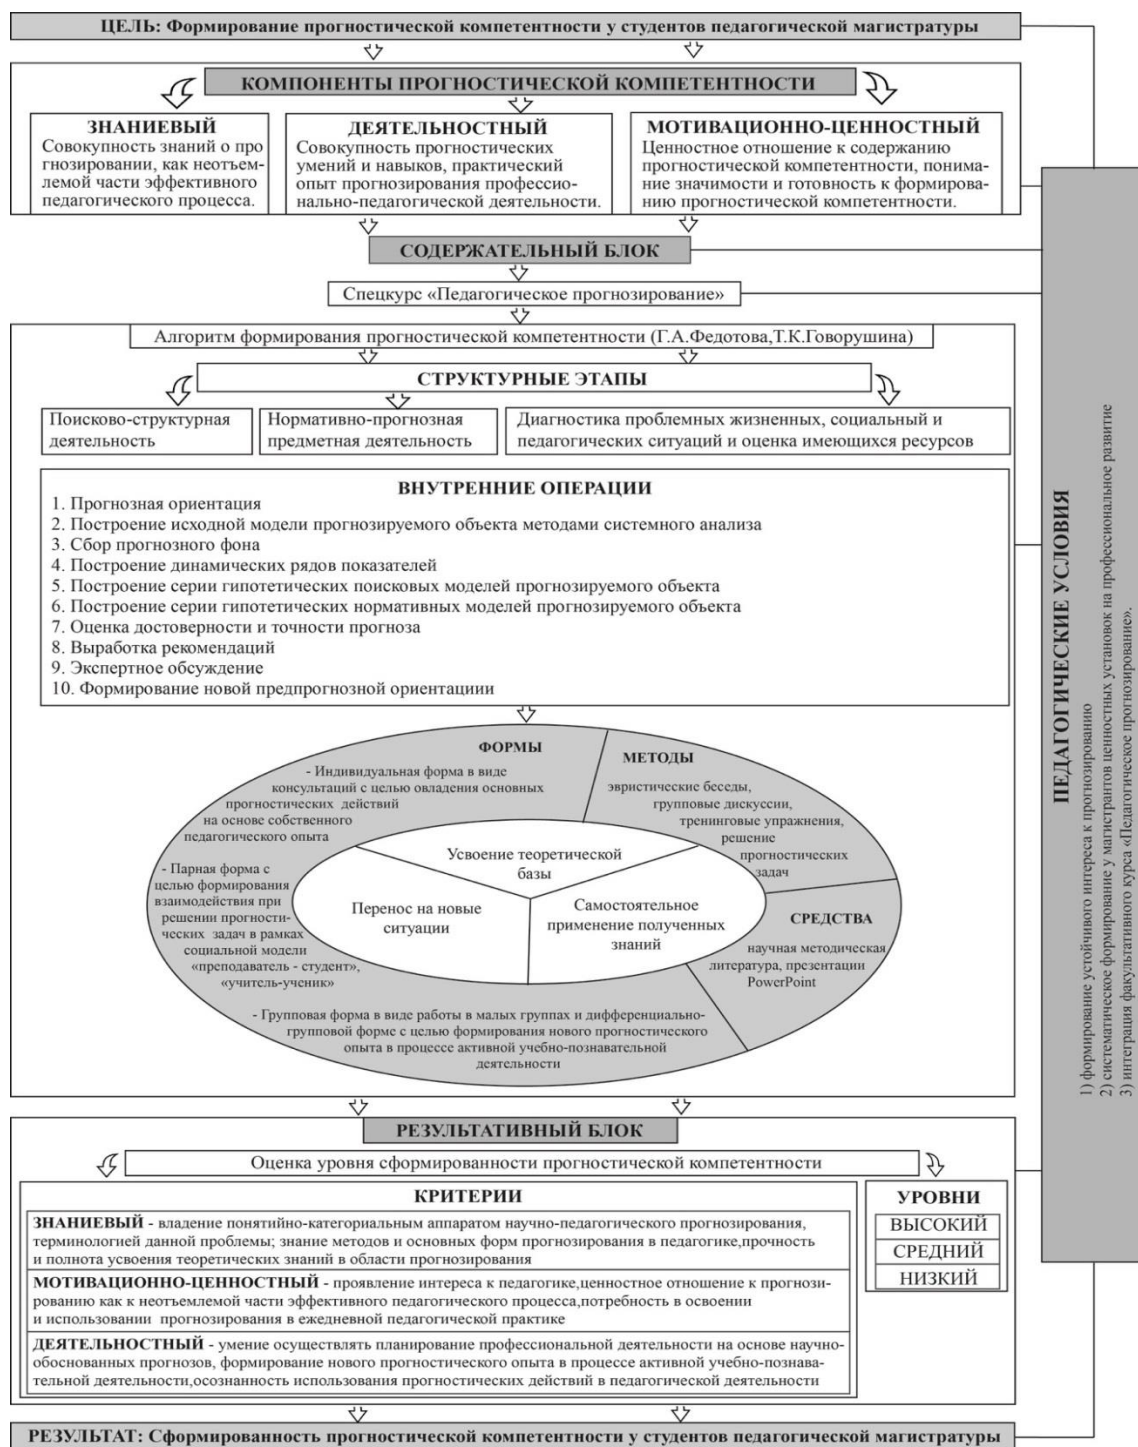 ЦЕЛЬ: Формирование прогностической компетентности у студентов педагогической магистратуры
КОМПОНЕНТЫ ПРОГНОСТИЧЕСКОЙ КОМПЕТЕНТНОСТИ
ЗНАНИЕВЫЙ
Совокупность знаний о про
гнозировании, как неотъем-
лемой части эффективного
педагогического процесса.
ДЕЯТЕЛЬНОСТНЫЙ
Совокупность прогностических
умений и навыков, практический
опыт прогнозирования профессио-
нально-педагогической деятельности.
МОТИВАЦИОННО-ЦЕННОСТНЫЙ
Ценностное отношение к содержанию
прогностической компетентности, понима-
ние значимости и готовность к формирова-
нию прогностической компетентности.
СОДЕРЖАТЕЛЬНЫЙ БЛОК
Спецкурс «Педагогическое прогнозирование»
Алгоритм формирования прогностической компетентности (Г.А.Федотова,Т.К.Говорушина)
СТРУКТУРНЫЕ ЭТАПЫ
Поисково-структурная
деятельность
Нормативно-прогнозная
предметная деятельность
Диагностика проблемных жизненных, социальный и
педагогических ситуаций и оценка имеющихся ресурсов
ВНУТРЕННИЕ ОПЕРАЦИИ
1. Прогнозная ориентация
2. Построение исходной модели прогнозируемого объекта методами системного анализа
3. Сбор прогнозного фона
4. Построение динамических рядов показателей
5. Построение серии гипотетических поисковых моделей прогнозируемого объекта
6. Построение серии гипотетических нормативных моделей прогнозируемого объекта
7. Оценка достоверности и точности прогноза
8. Выработка рекомендаций
9. Экспертное обсуждение
10. Формирование новой предпрогнозной ориентациии
ФОРМЫ
- Индивидуальная форма в виде
консультаций с целью овладения основных
прогностических действий
на основе собственного
педагогического опыта
- Парная форма с
целью формирования
взаимодействия при
решении прогности-
ческих задач в рамках
социальной модели
«преподаватель - студент»,
«учитель-ученик»
- Групповая форма в виде работы в малых группах и дифференциально-
групповой форме с целью формирования нового прогностического
опыта в процессе активной учебно-познавательной
деятельности
МЕТОДЫ
эвристические беседы,
групповые дискуссии,
тренинговые упражнения,
решение
прогностических
задач
СРЕДСТВА
научная методическая
литература, презентации
PowerPoint
Усвоение теоретической
базы
Перенос на новые
ситуации
Самостоятельное
применение полученных
знаний
РЕЗУЛЬТАТИВНЫЙ БЛОК
Оценка уровня сформированности прогностической компетентности
КРИТЕРИИ
ЗНАНИЕВЫЙ - владение понятийно-категориальным аппаратом научно-педагогического прогнозирования,
терминологией данной проблемы; знание методов и основных форм прогнозирования в педагогике,прочность
и полнота усвоения теоретических знаний в области прогнозирования
МОТИВАЦИОННО-ЦЕННОСТНЫЙ - проявление интереса к педагогике,ценностное отношение к прогнози-
рованию как к неотъемлемой части эффективного педагогического процесса,потребность в освоении
и использовании прогнозирования в ежедневной педагогической практике
ДЕЯТЕЛЬНОСТНЫЙ - умение осуществлять планирование профессиональной деятельности на основе научно-
обоснованных прогнозов, формирование нового прогностического опыта в процессе активной учебно-познава-
тельной деятельности,осознанность использования прогностических действий в педагогической деятельности
УРОВНИ
ВЫСОКИЙ
СРЕДНИЙ
НИЗКИЙ
РЕЗУЛЬТАТ: Сформированность прогностической компетентности у студентов педагогической магистратуры
ПЕДАГОГИЧЕСКИЕ УСЛОВИЯ
1) формирование устойчивого интереса к прогнозированию
2) систематическое формирование у магистрантов ценностных установок на профессиональное развитие
3) интеграция факультативного курса «Педагогическое прогнозирование».